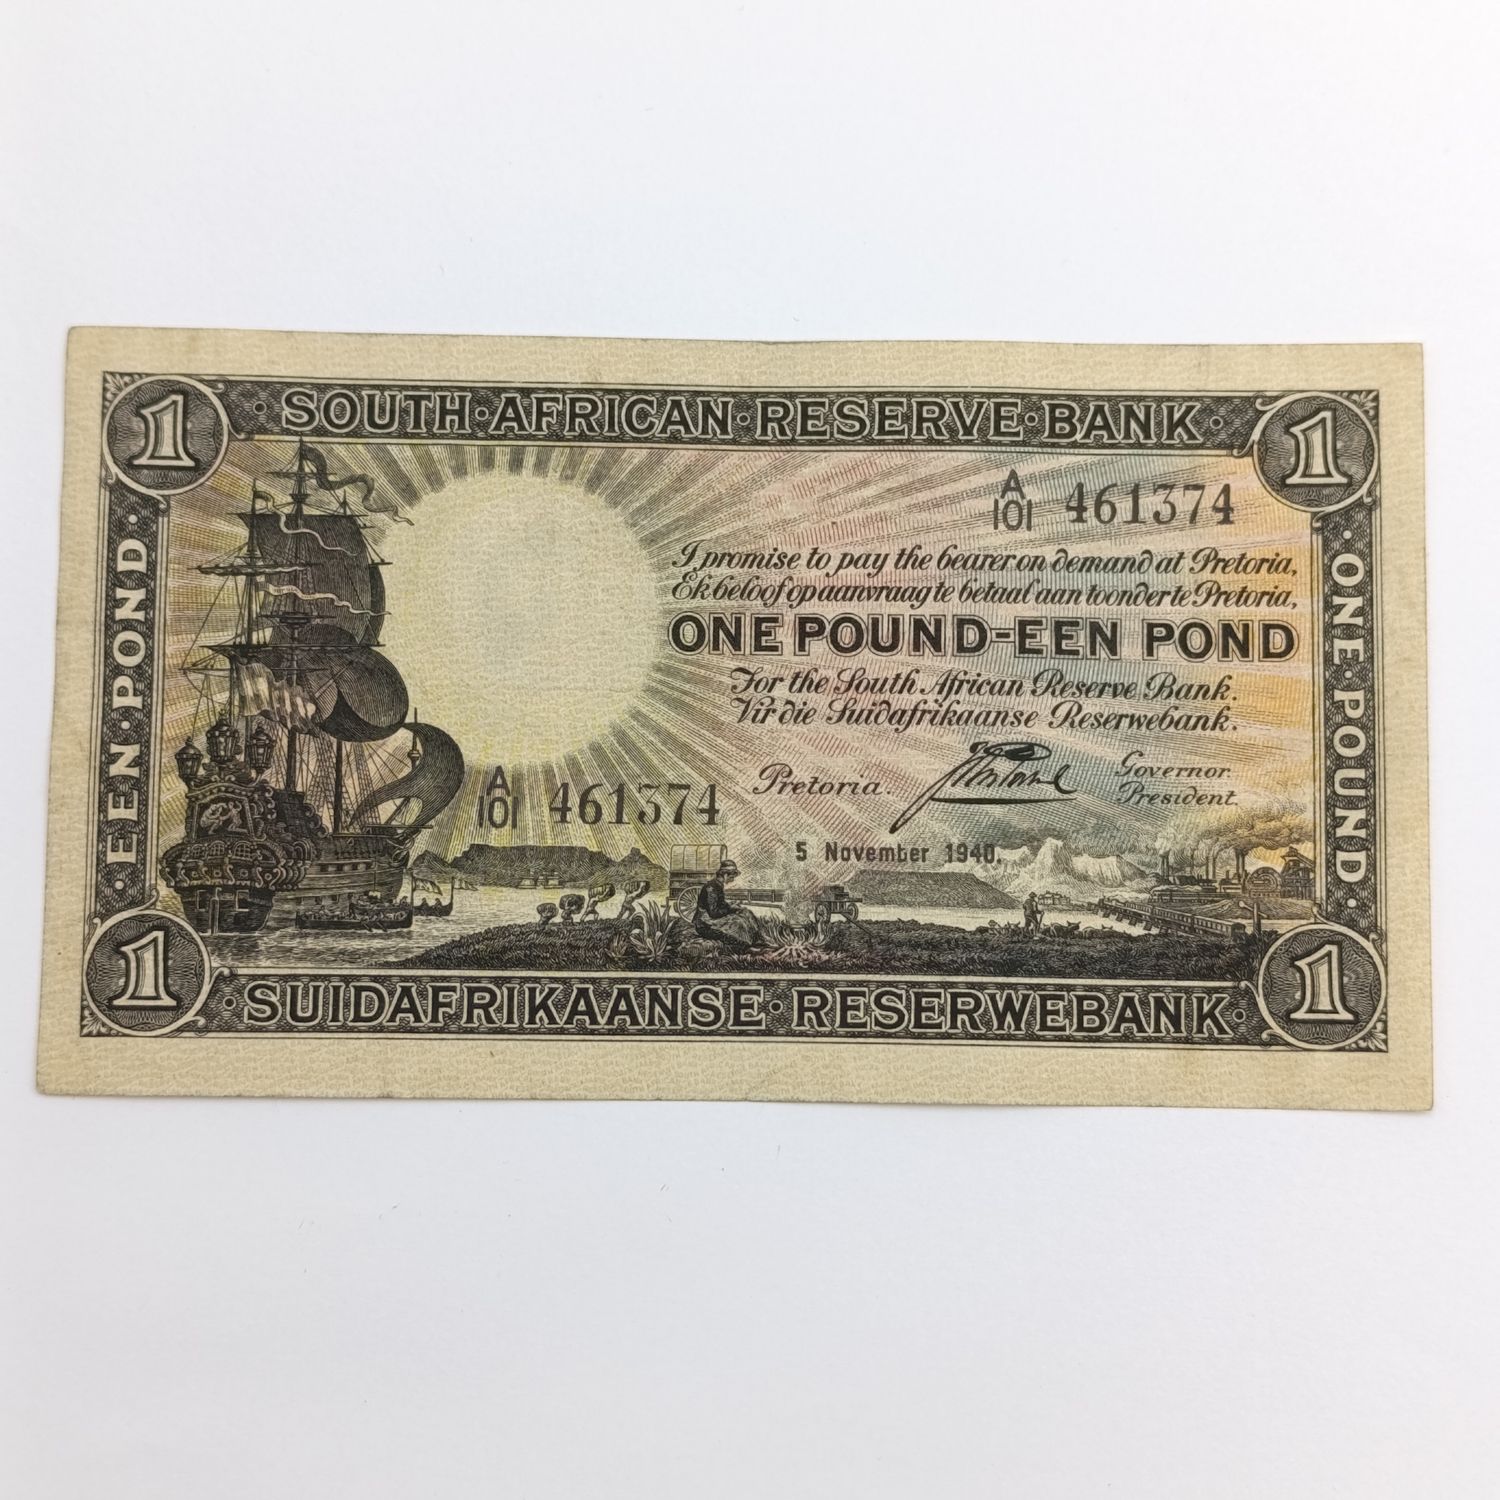 1 SOUTH·AFRICAN·RESERVE·BANK 1
A/101 461374
I promise to pay the bearer on demand at Pretoria,
Ek beloof op aanvraag te betaal aan toonder te Pretoria,
ONE POUND-EEN POND
For the South African Reserve Bank.
Vir die Suidafrikaanse Reserwebank.
Pretoria.
Governor.
President.
A/101 461374
5 November 1940.
EEN·POND
ONE·POUND
1 SUIDAFRIKAANSE·RESERWEBANK 1